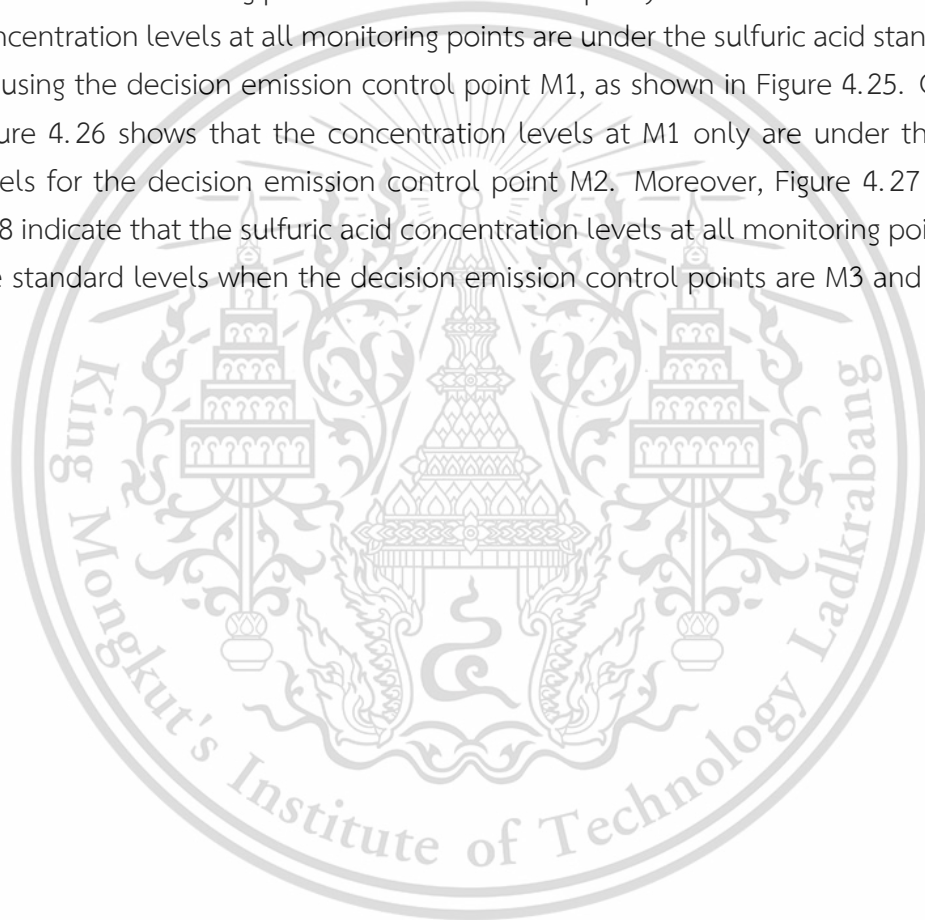 ncentration levels at all monitoring points are under the sulfuric acid stan
using the decision emission control point M1, as shown in Figure 4.25.
ure 4.26 shows that the concentration levels at M1 only are under th
els for the decision emission control point M2. Moreover, Figure 4.27
8 indicate that the sulfuric acid concentration levels at all monitoring poi
e standard levels when the decision emission control points are M3 and
King Mongkut's Institute of Technology Ladkrabang